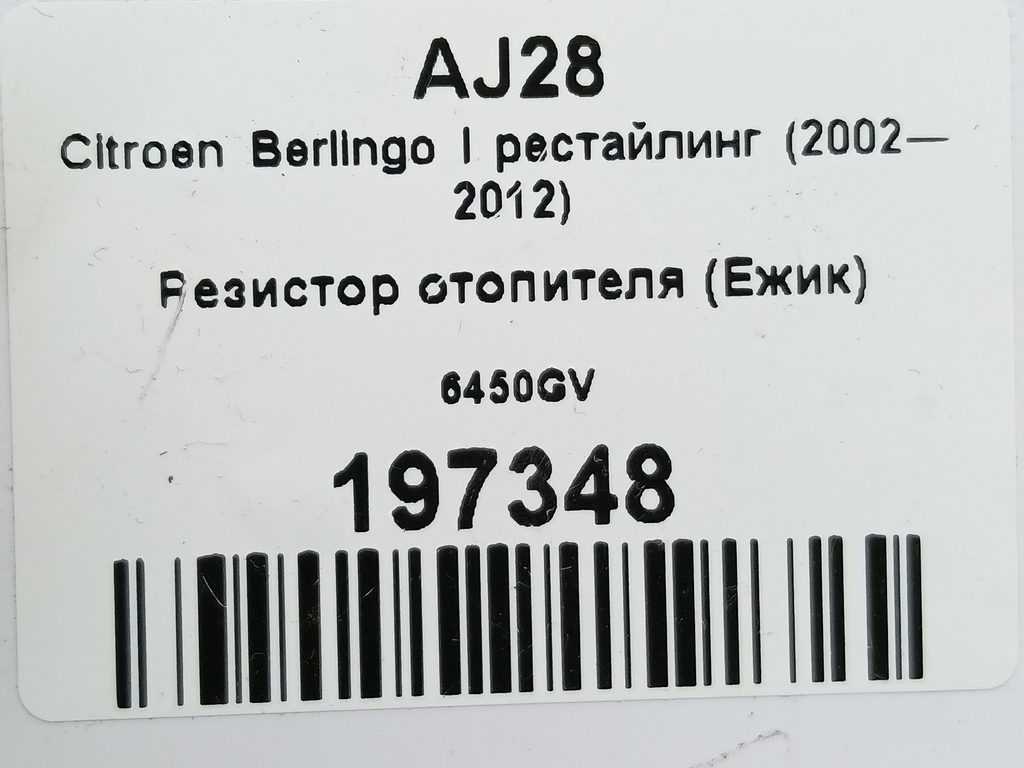 AJ28
Citroen Berlingo I рестайлинг (2002—
2012)
Резистор отопителя (Ежик)
6450GV
197348